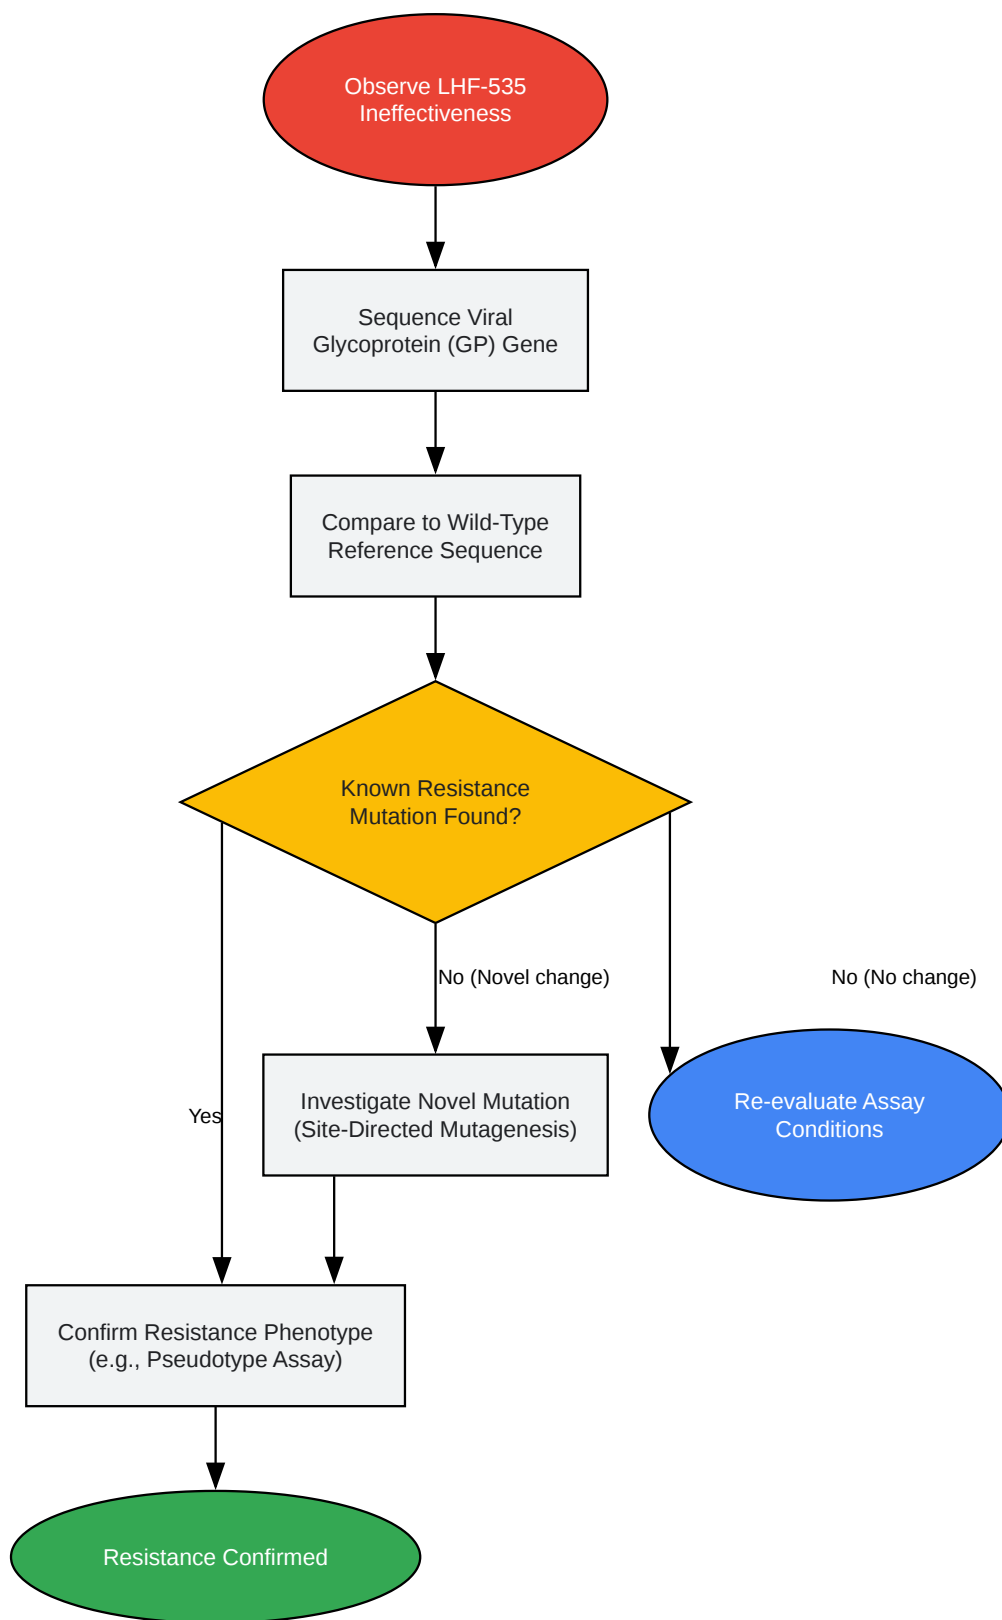 Observe LHF-535
Ineffectiveness
Sequence Viral
Glycoprotein (GP) Gene
Compare to Wild-Type
Reference Sequence
Known Resistance
Mutation Found?
No (Novel change)
No (No change)
Investigate Novel Mutation
(Site-Directed Mutagenesis)
Re-evaluate Assay
Conditions
Yes
Confirm Resistance Phenotype
(e.g., Pseudotype Assay)
Resistance Confirmed